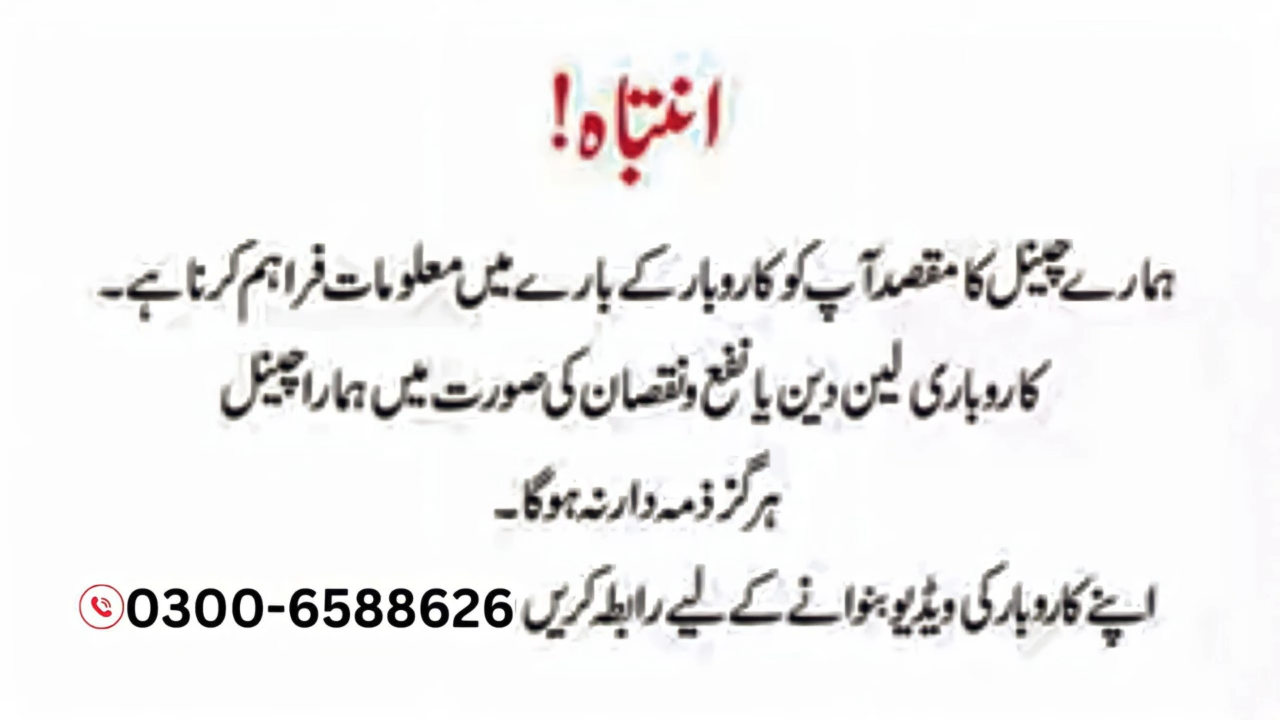 انتباہ!
ہمارے چینل کا مقصد آپ کو کاروبار کے بارے میں معلومات فراہم کرنا ہے۔
کاروباری لین دین یا نفع و نقصان کی صورت میں ہمارا چینل
ہرگز ذمہ دار نہ ہوگا۔
اپنے کاروبار کی ویڈیو بنوانے کے لیے رابطہ کریں 0300-6588626